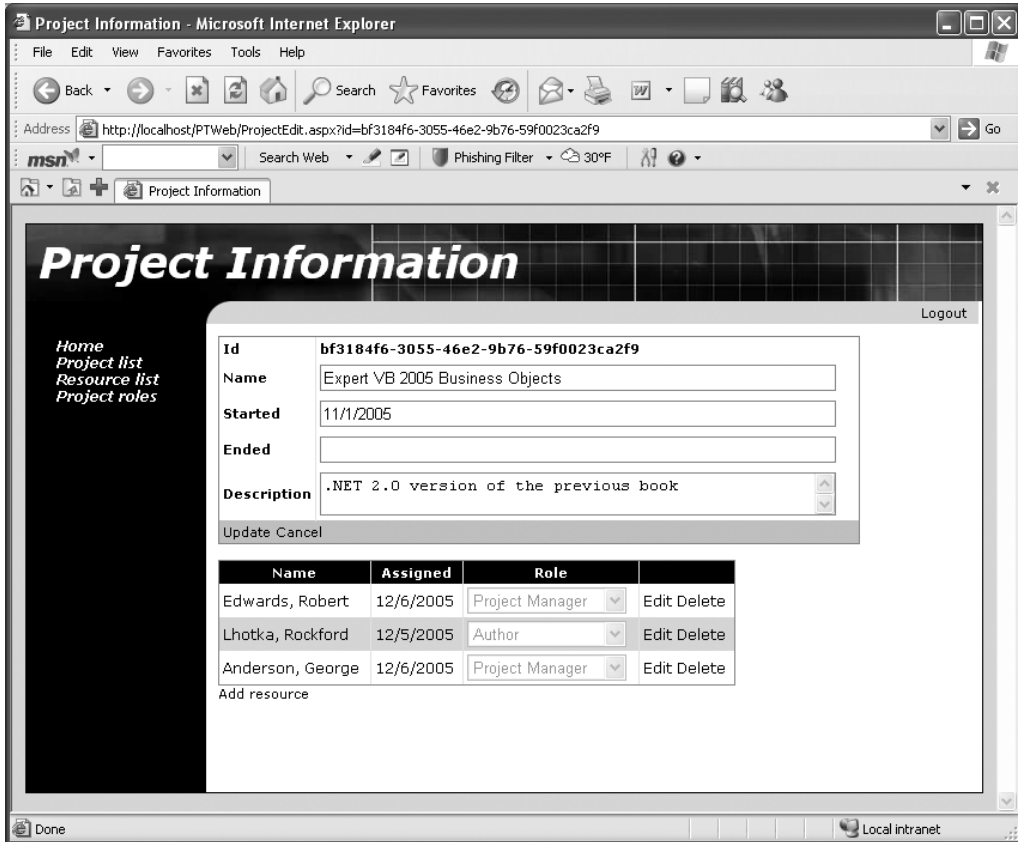 Project Information - Microsoft Internet Explorer
File Edit View Favorites Tools Help
Back Search Favorites
Address http://localhost/PTWeb/ProjectEdit.aspx?id=bf3184f6-3055-46e2-9b76-59f0023ca2f9 Go
msn Search Web Phishing Filter 30°F
Project Information
Project Information
Logout
Home
Project list
Resource list
Project roles
Id bf3184f6-3055-46e2-9b76-59f0023ca2f9
Name Expert VB 2005 Business Objects
Started 11/1/2005
Ended
Description .NET 2.0 version of the previous book
Update Cancel
Name Assigned Role
Edwards, Robert 12/6/2005 Project Manager Edit Delete
Lhotka, Rockford 12/5/2005 Author Edit Delete
Anderson, George 12/6/2005 Project Manager Edit Delete
Add resource
Done Local intranet